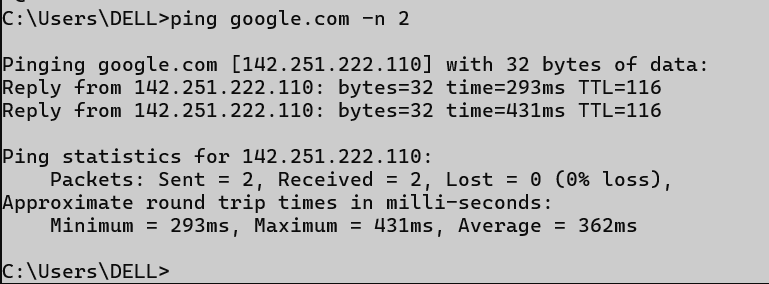 C:\Users\DELL>ping google.com -n 2
Pinging google.com [142.251.222.110] with 32 bytes of data:
Reply from 142.251.222.110: bytes=32 time=293ms TTL=116
Reply from 142.251.222.110: bytes=32 time=431ms TTL=116
Ping statistics for 142.251.222.110:
    Packets: Sent = 2, Received = 2, Lost = 0 (0% loss),
Approximate round trip times in milli-seconds:
    Minimum = 293ms, Maximum = 431ms, Average = 362ms
C:\Users\DELL>